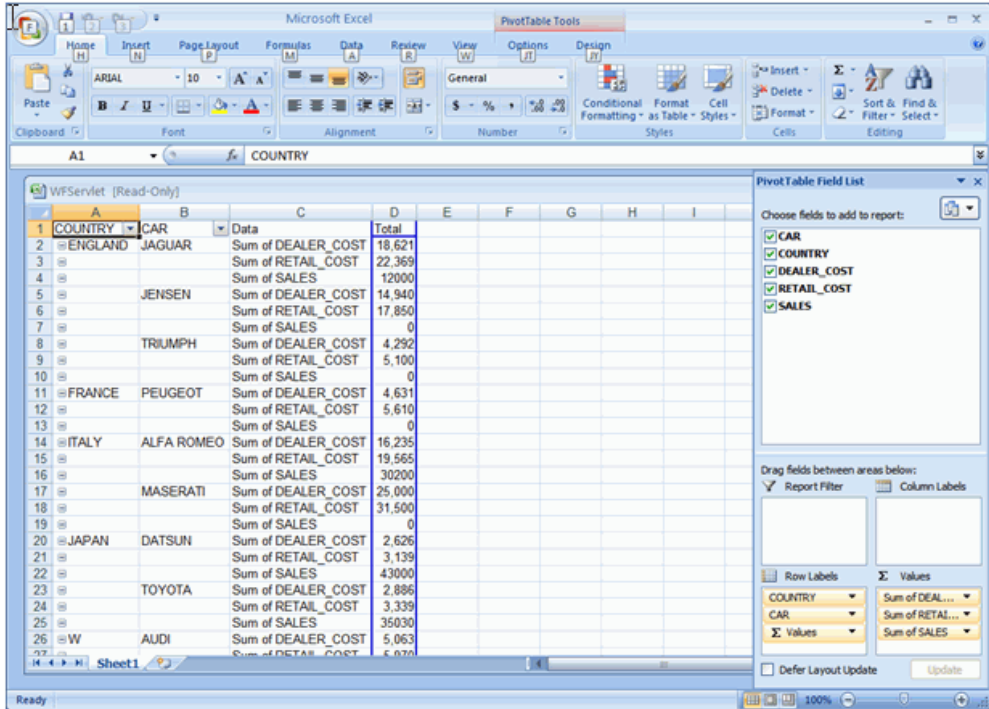 1 2 3
Microsoft Excel
PivotTable Tools
F
Home Insert Page Layout Formulas Data Review View Options Design
H N P M A R W JT JY
Paste
ARIAL 10
B I U
General
$ % ,
Conditional Formatting Format as Table Cell Styles
Insert
Delete
Format
Sort & Filter Find & Select
Clipboard Font Alignment Number Styles Cells Editing
A1 fx COUNTRY
WFServlet [Read-Only]
A B C D E F G H I
1 COUNTRY CAR Data Total
2 ENGLAND JAGUAR Sum of DEALER_COST 18,621
3 Sum of RETAIL_COST 22,369
4 Sum of SALES 12000
5 JENSEN Sum of DEALER_COST 14,940
6 Sum of RETAIL_COST 17,850
7 Sum of SALES 0
8 TRIUMPH Sum of DEALER_COST 4,292
9 Sum of RETAIL_COST 5,100
10 Sum of SALES 0
11 FRANCE PEUGEOT Sum of DEALER_COST 4,631
12 Sum of RETAIL_COST 5,610
13 Sum of SALES 0
14 ITALY ALFA ROMEO Sum of DEALER_COST 16,235
15 Sum of RETAIL_COST 19,565
16 Sum of SALES 30200
17 MASERATI Sum of DEALER_COST 25,000
18 Sum of RETAIL_COST 31,500
19 Sum of SALES 0
20 JAPAN DATSUN Sum of DEALER_COST 2,626
21 Sum of RETAIL_COST 3,139
22 Sum of SALES 43000
23 TOYOTA Sum of DEALER_COST 2,886
24 Sum of RETAIL_COST 3,339
25 Sum of SALES 35030
26 W AUDI Sum of DEALER_COST 5,063
27 Sum of RETAIL_COST 5,970
Sheet1
PivotTable Field List
Choose fields to add to report:
CAR
COUNTRY
DEALER_COST
RETAIL_COST
SALES
Drag fields between areas below:
Report Filter Column Labels
Row Labels Σ Values
COUNTRY Sum of DEAL...
CAR Sum of RETAI...
Σ Values Sum of SALES
Defer Layout Update Update
Ready 100%